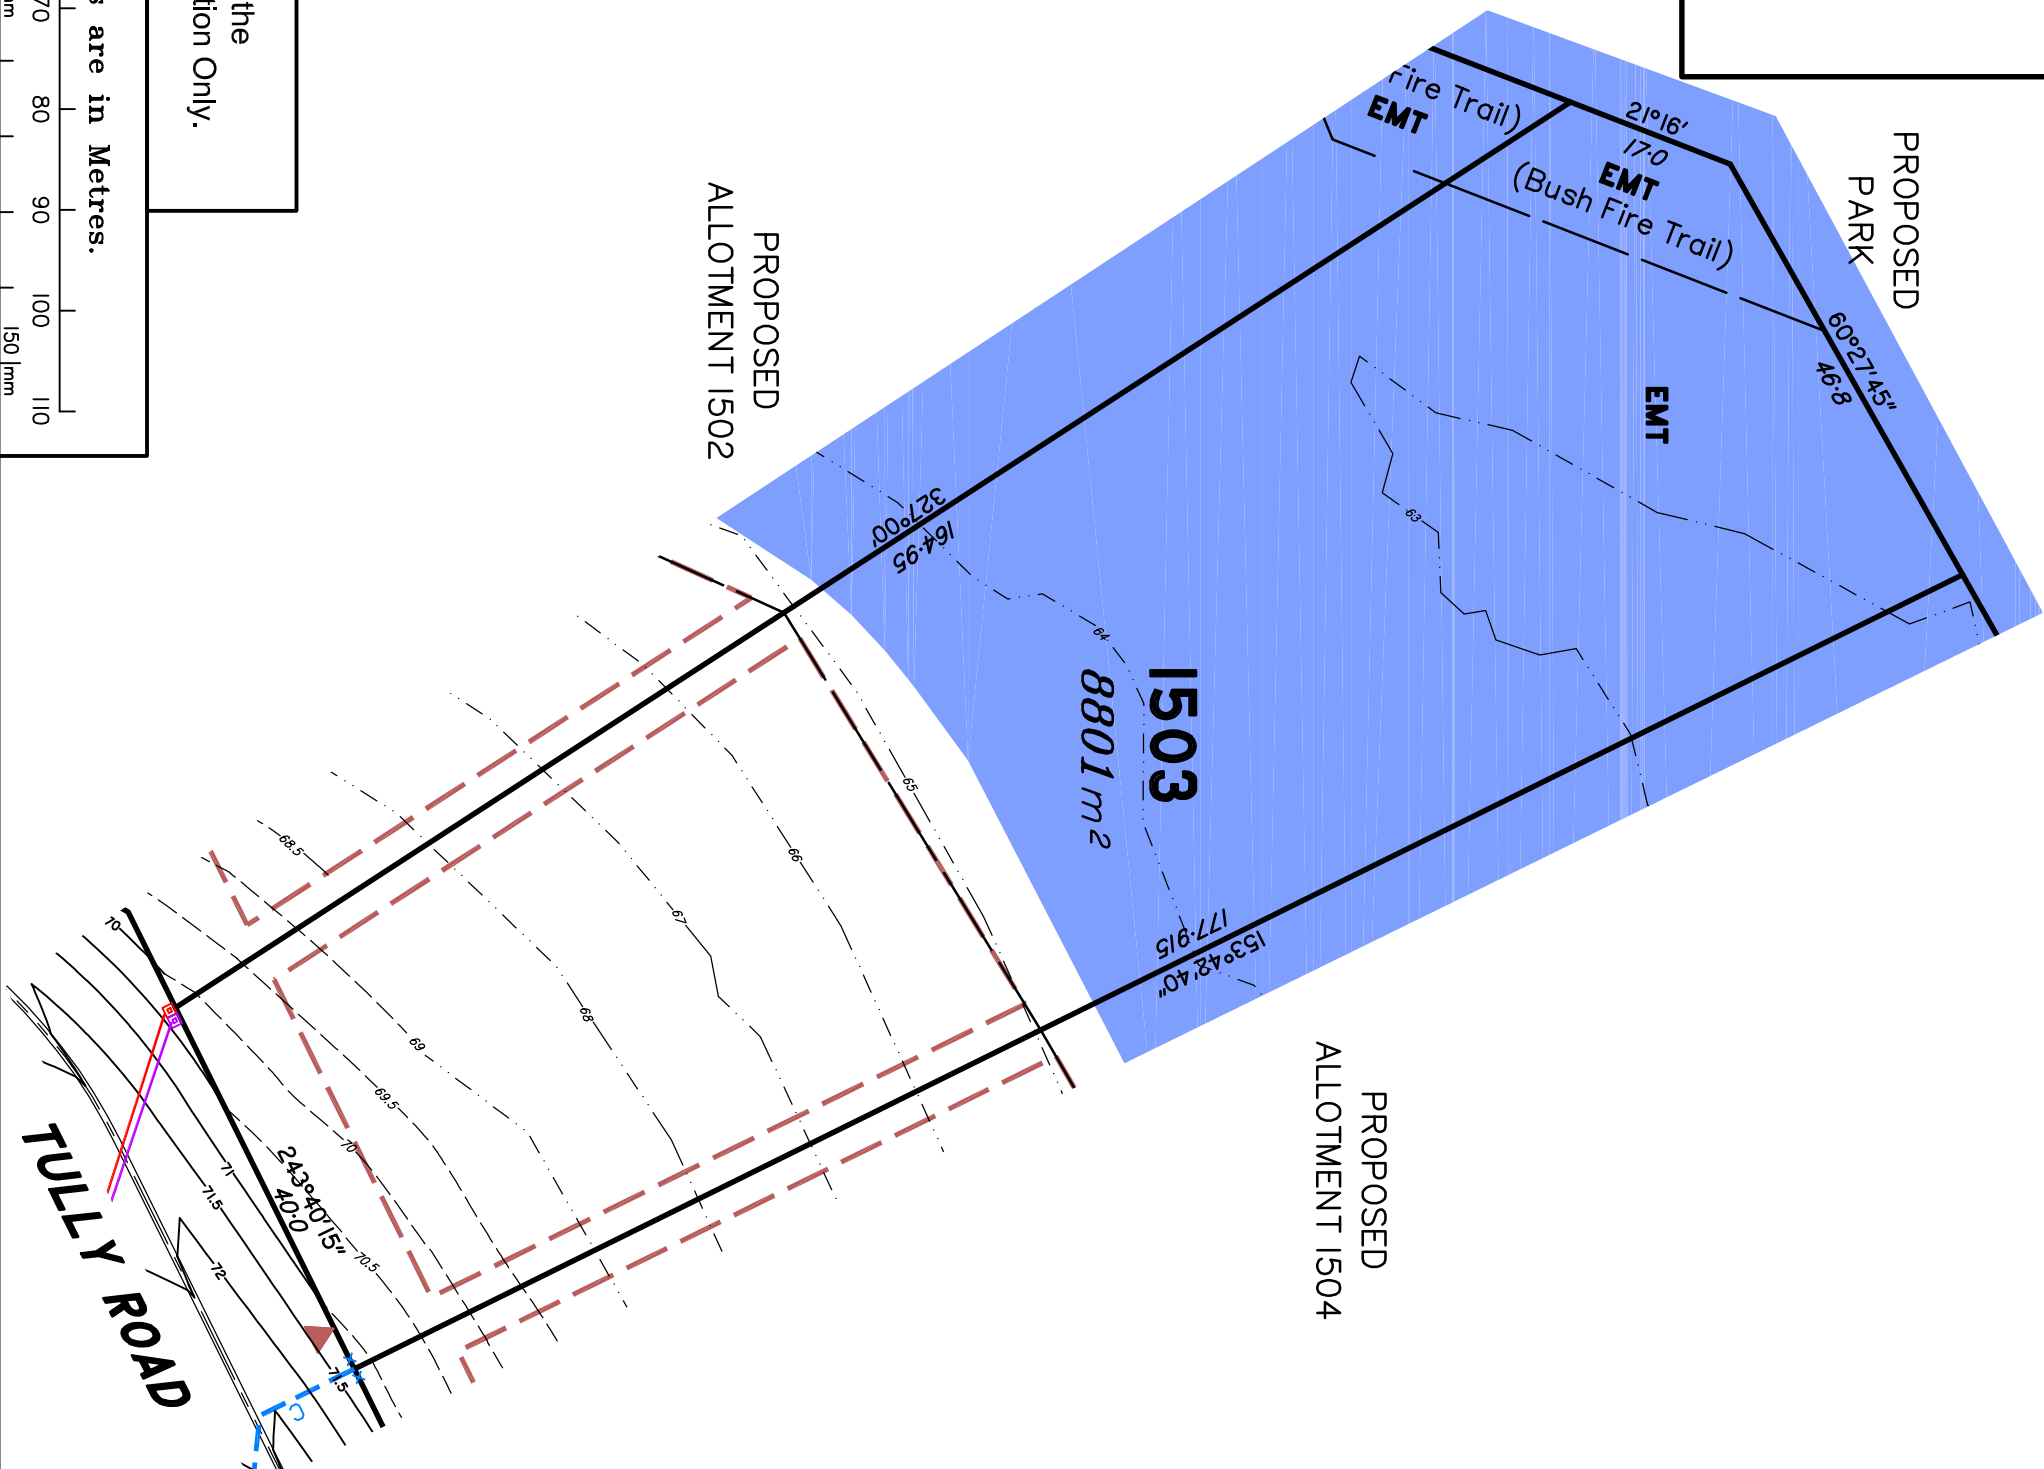 the
tion Only.
s are in Metres.
70
80
90
100
110
150
mm
PROPOSED
ALLOTMENT 1502
Fire Trail)
EMT
21°16'
17·0
EMT
(Bush Fire Trail)
PROPOSED
PARK
60°27'45"
46·8
EMT
63
327°00'
164·95
64
1503
8801 m²
177·915
153°48'40"
65
66
67
68
68.5
69
69.5
70
70
70.5
71
71.5
71.5
72
243°40'15"
40·0
PROPOSED
ALLOTMENT 1504
TULLY ROAD